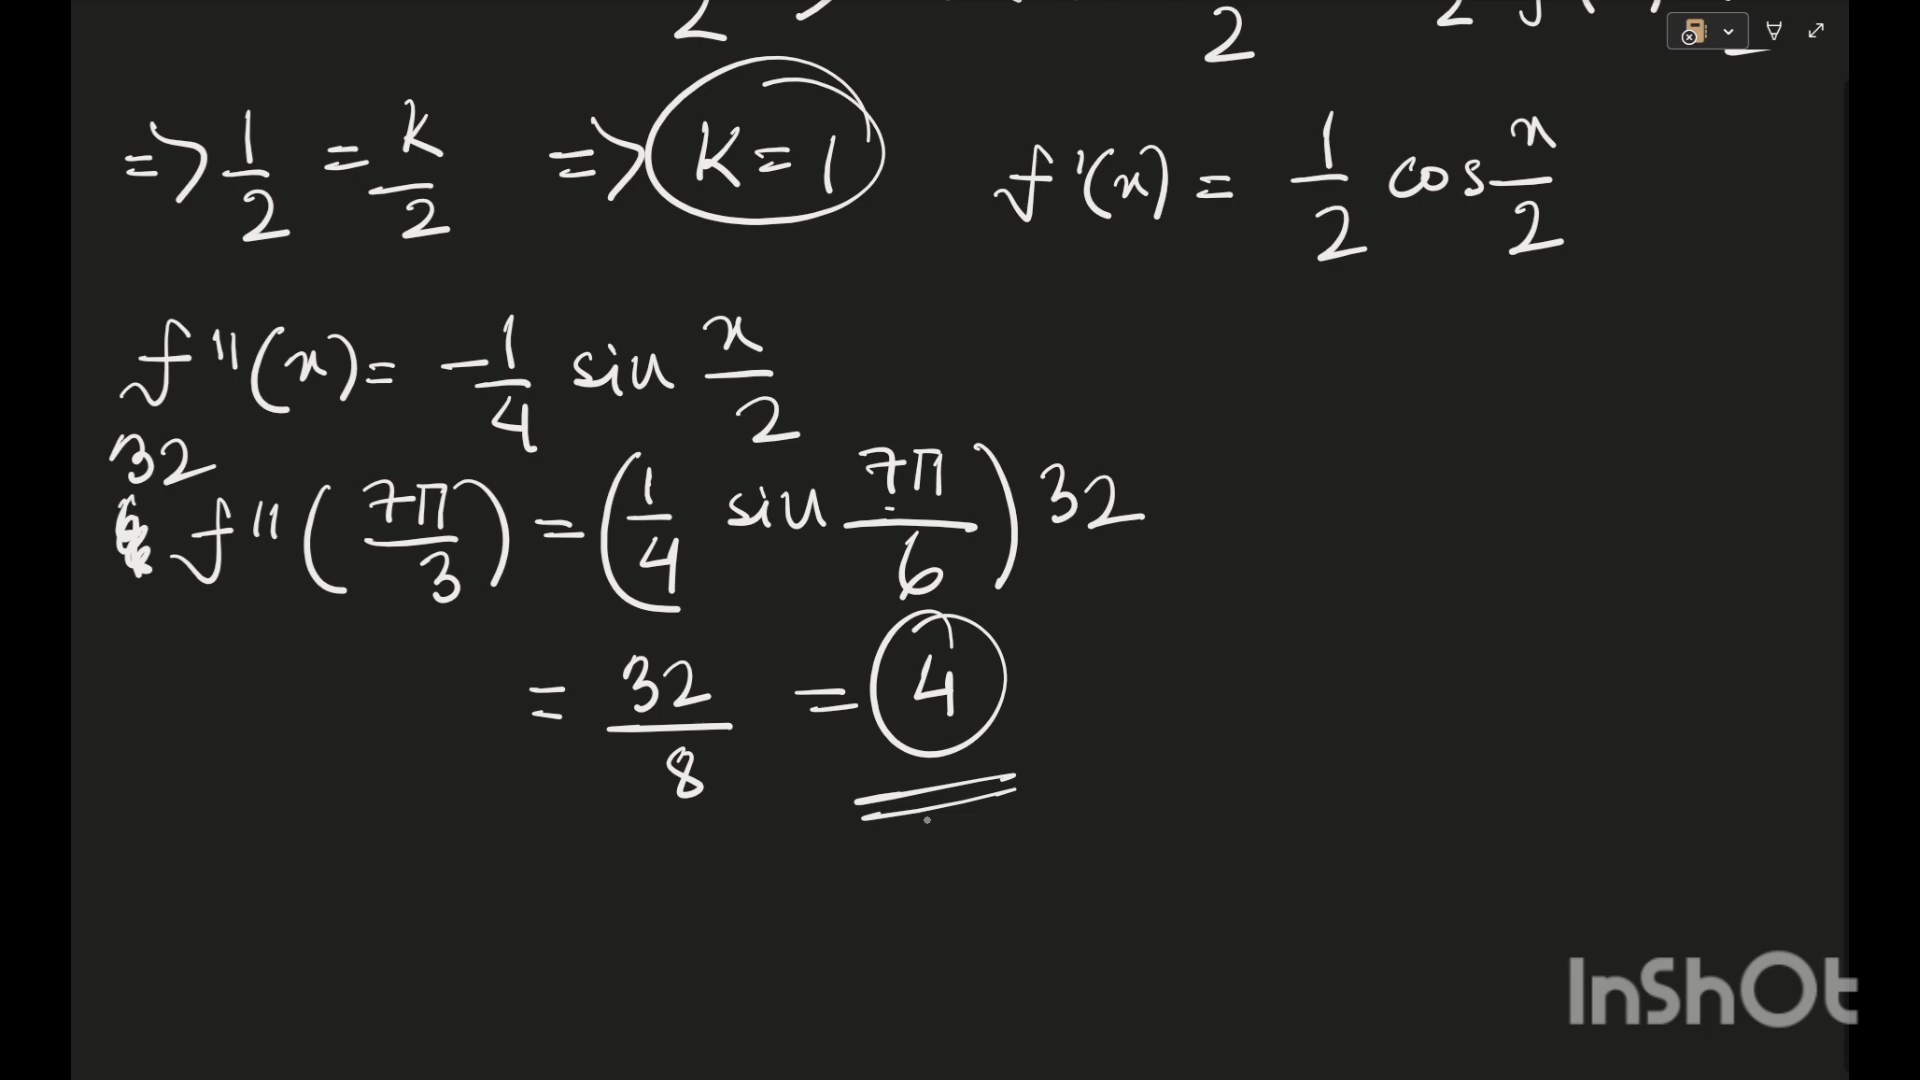 => 1/2 = k/2 => K = 1 f'(x) = 1/2 cos x/2
f''(x) = -1/4 sin x/2
32 f''(7π/3) = (1/4 sin 7π/6) 32
= 32/8 = 4
InShOt